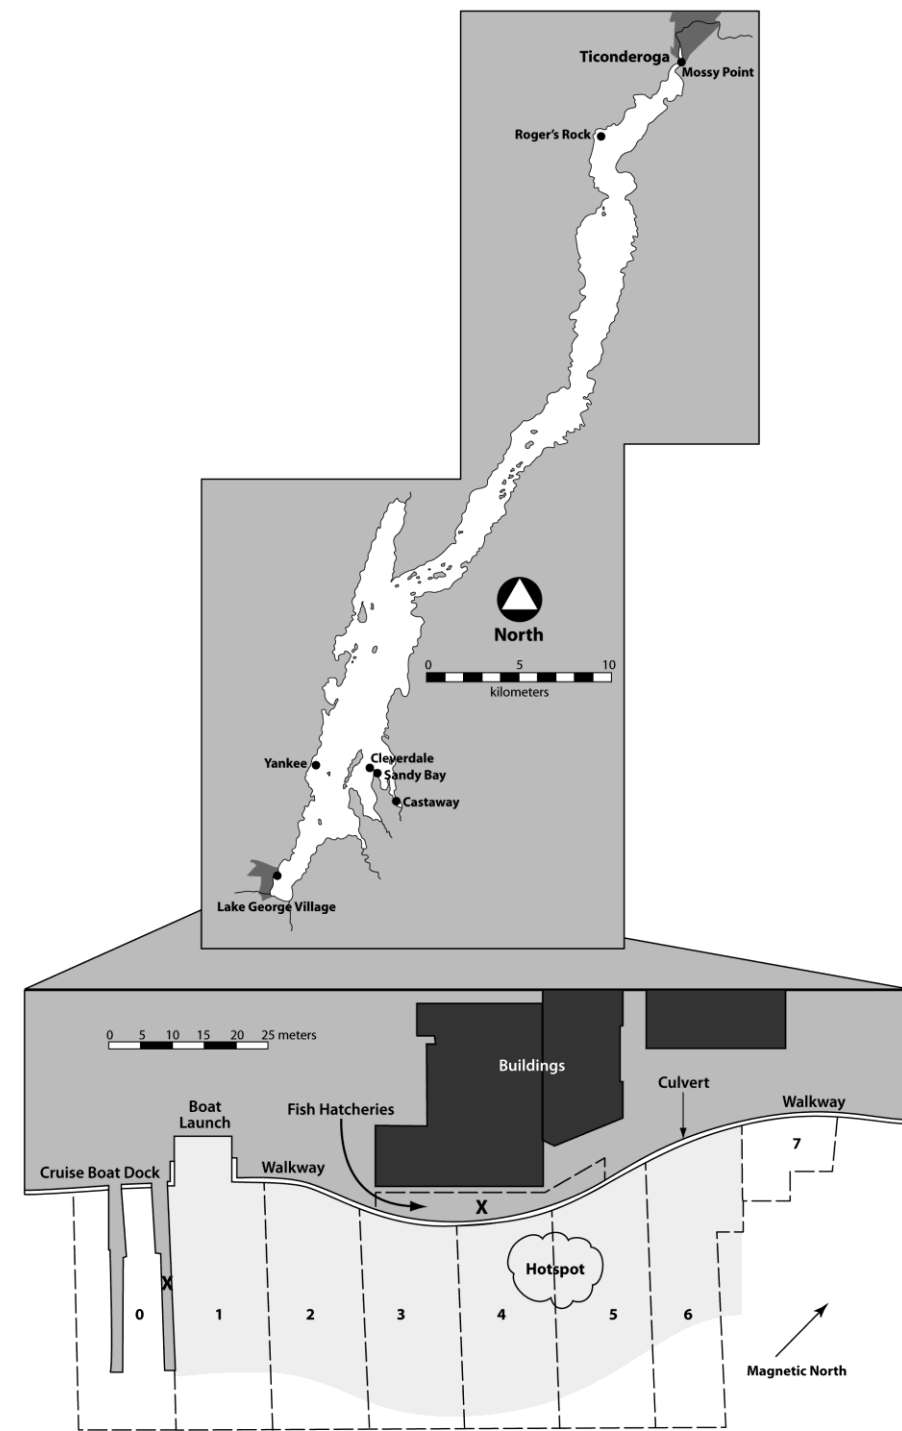 Ticonderoga
Mossy Point
Roger's Rock
North
0 5 10
kilometers
Yankee
Cleverdale
Sandy Bay
Castaway
Lake George Village
0 5 10 15 20 25 meters
Buildings
Culvert
Boat
Launch
Fish Hatcheries
Walkway
7
Cruise Boat Dock
Walkway
X
X
Hotspot
0 1 2 3 4 5 6
Magnetic North